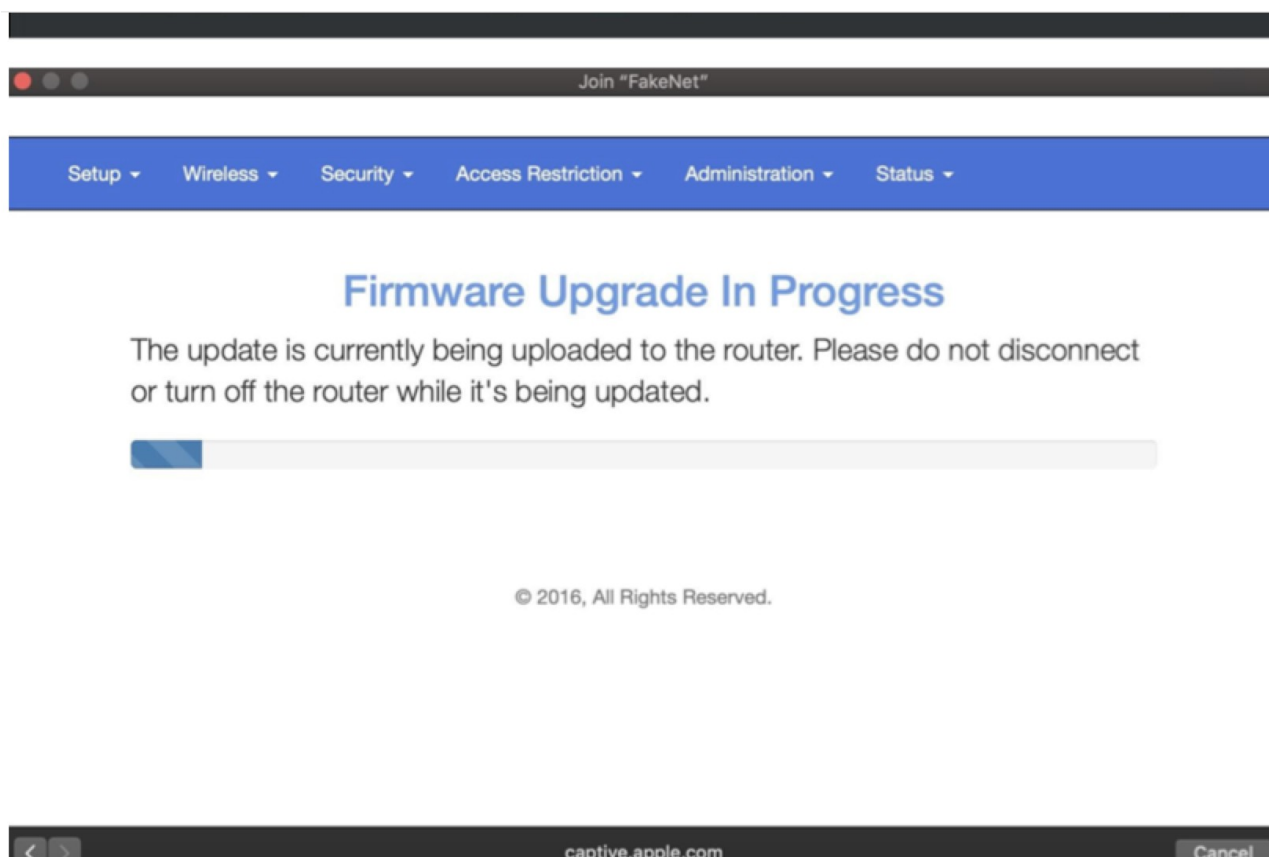 Join "FakeNet"
Setup Wireless Security Access Restriction Administration Status
Firmware Upgrade In Progress
The update is currently being uploaded to the router. Please do not disconnect
or turn off the router while it's being updated.
© 2016, All Rights Reserved.
captive.apple.com Cancel